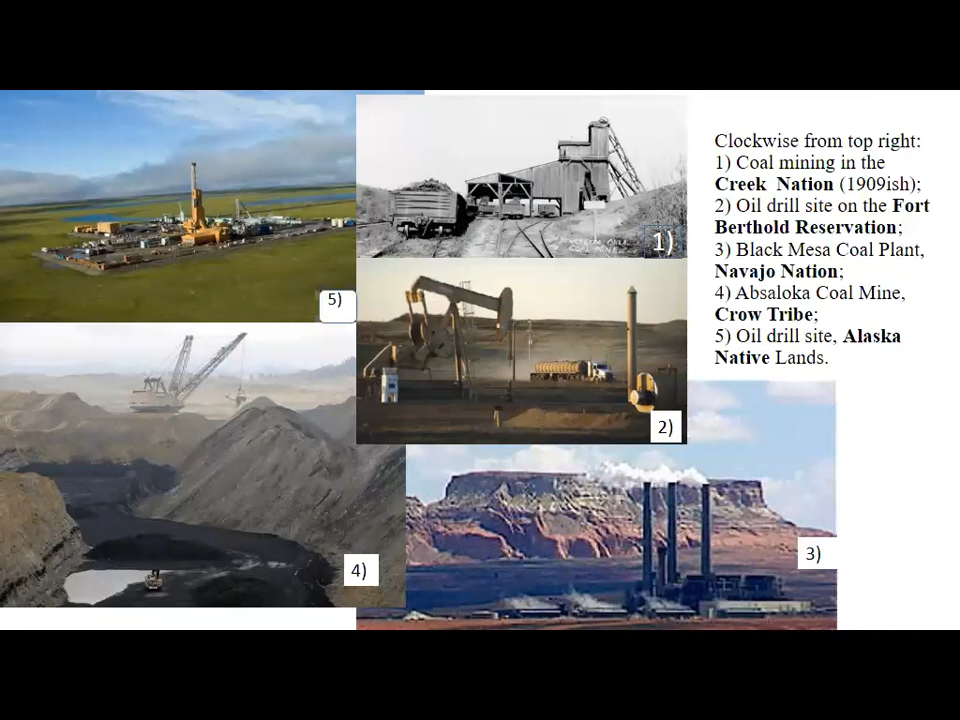 Clockwise from top right:
1) Coal mining in the
Creek Nation (1909ish);
2) Oil drill site on the Fort
Berthold Reservation;
3) Black Mesa Coal Plant,
Navajo Nation;
4) Absaloka Coal Mine,
Crow Tribe;
5) Oil drill site, Alaska
Native Lands.
1)
5)
2)
3)
4)